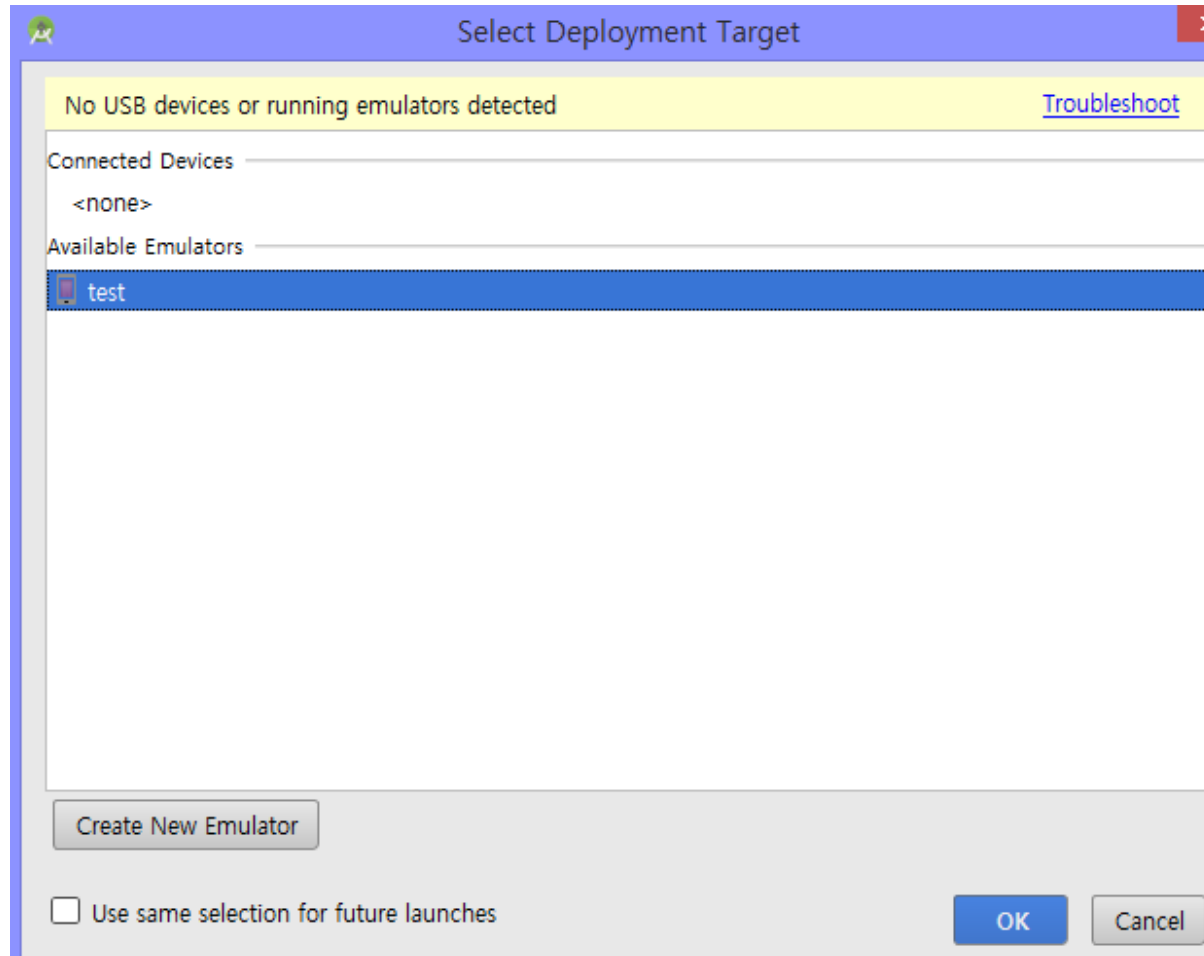 Select Deployment Target
No USB devices or running emulators detected Troubleshoot
Connected Devices
<none>
Available Emulators
test
Create New Emulator
Use same selection for future launches
OK Cancel